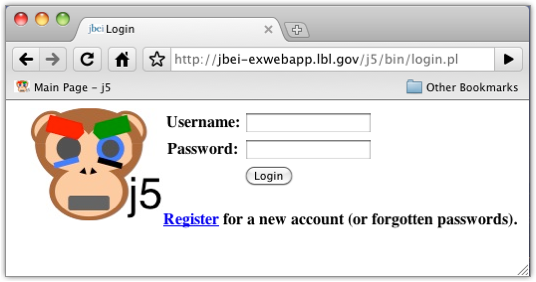 jbei Login
http://jbei-exwebapp.lbl.gov/j5/bin/login.pl
Main Page - j5 Other Bookmarks
Username:
Password:
Login
j5
Register for a new account (or forgotten passwords).